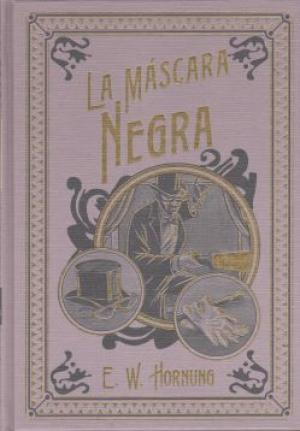 LA MÁSCARA
NEGRA
E. W. HORNUNG